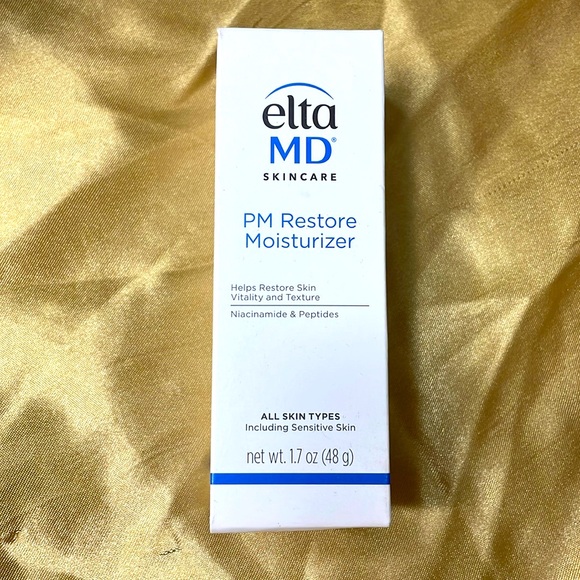 elta
MD®
SKINCARE
PM Restore
Moisturizer
Helps Restore Skin
Vitality and Texture
Niacinamide & Peptides
ALL SKIN TYPES
Including Sensitive Skin
net wt. 1.7 oz (48 g)